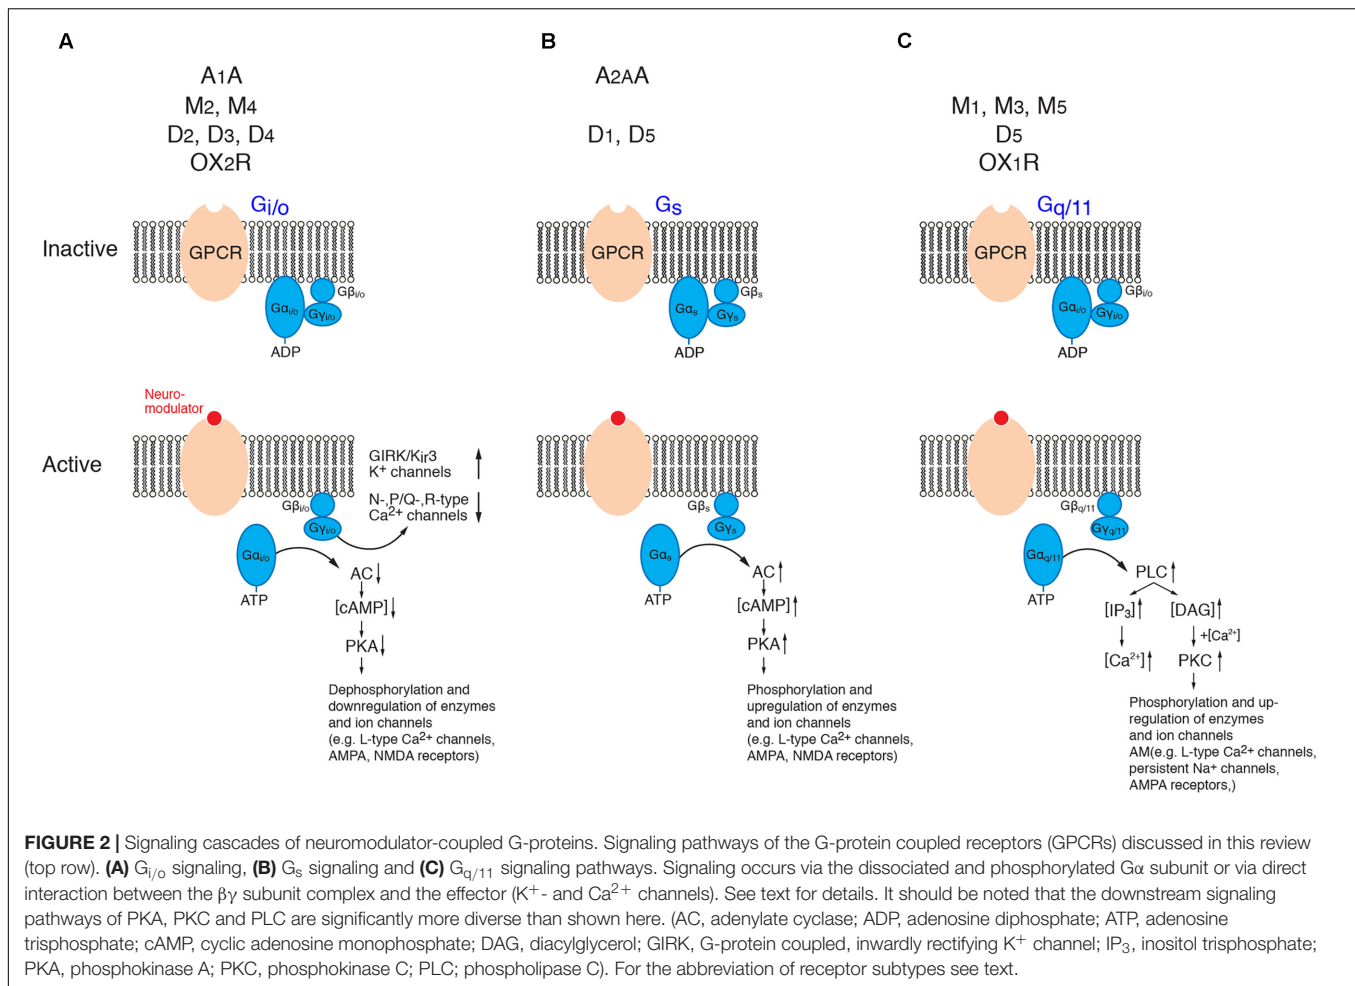 A
A1A
M2, M4
D2, D3, D4
OX2R
B
A2AA
D1, D5
C
M1, M3, M5
D5
OX1R
Inactive
Gi/o
GPCR
Gβi/o
Gαi/o
Gγi/o
ADP
Gs
GPCR
Gβs
Gαs
Gγs
ADP
Gq/11
GPCR
Gβi/o
Gαi/o
Gγi/o
ADP
Active
Neuro-
modulator
GIRK/Kir3
K+ channels
N-,P/Q-,R-type
Ca2+ channels
Gβi/o
Gγi/o
Gαi/o
ATP
AC
[cAMP]
PKA
Dephosphorylation and
downregulation of enzymes
and ion channels
(e.g. L-type Ca2+ channels,
AMPA, NMDA receptors)
Gβs
Gγs
Gαs
ATP
AC
[cAMP]
PKA
Phosphorylation and
upregulation of enzymes
and ion channels
(e.g. L-type Ca2+ channels,
AMPA, NMDA receptors)
Gβq/11
Gγq/11
Gαq/11
ATP
PLC
[IP3] [DAG]
+[Ca2+]
[Ca2+] PKC
Phosphorylation and up-
regulation of enzymes
and ion channels
AM(e.g. L-type Ca2+ channels,
persistent Na+ channels,
AMPA receptors,)
FIGURE 2 | Signaling cascades of neuromodulator-coupled G-proteins. Signaling pathways of the G-protein coupled receptors (GPCRs) discussed in this review
(top row). (A) Gi/o signaling, (B) Gs signaling and (C) Gq/11 signaling pathways. Signaling occurs via the dissociated and phosphorylated Gα subunit or via direct
interaction between the βγ subunit complex and the effector (K+- and Ca2+ channels). See text for details. It should be noted that the downstream signaling
pathways of PKA, PKC and PLC are significantly more diverse than shown here. (AC, adenylate cyclase; ADP, adenosine diphosphate; ATP, adenosine
trisphosphate; cAMP, cyclic adenosine monophosphate; DAG, diacylglycerol; GIRK, G-protein coupled, inwardly rectifying K+ channel; IP3, inositol trisphosphate;
PKA, phosphokinase A; PKC, phosphokinase C; PLC; phospholipase C). For the abbreviation of receptor subtypes see text.